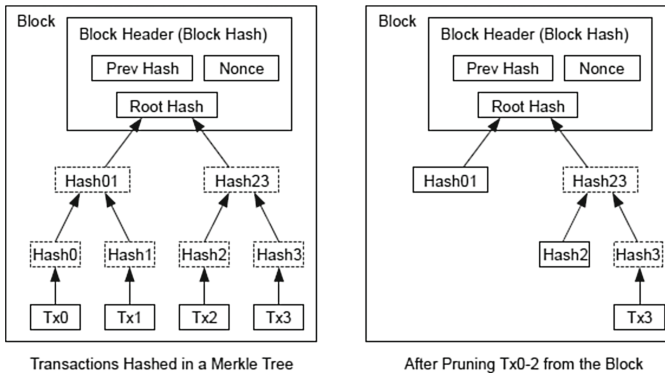 Block
Block Header (Block Hash)
Prev Hash
Nonce
Root Hash
Hash01
Hash23
Hash0
Hash1
Hash2
Hash3
Tx0
Tx1
Tx2
Tx3
Transactions Hashed in a Merkle Tree
Block
Block Header (Block Hash)
Prev Hash
Nonce
Root Hash
Hash01
Hash23
Hash2
Hash3
Tx3
After Pruning Tx0-2 from the Block